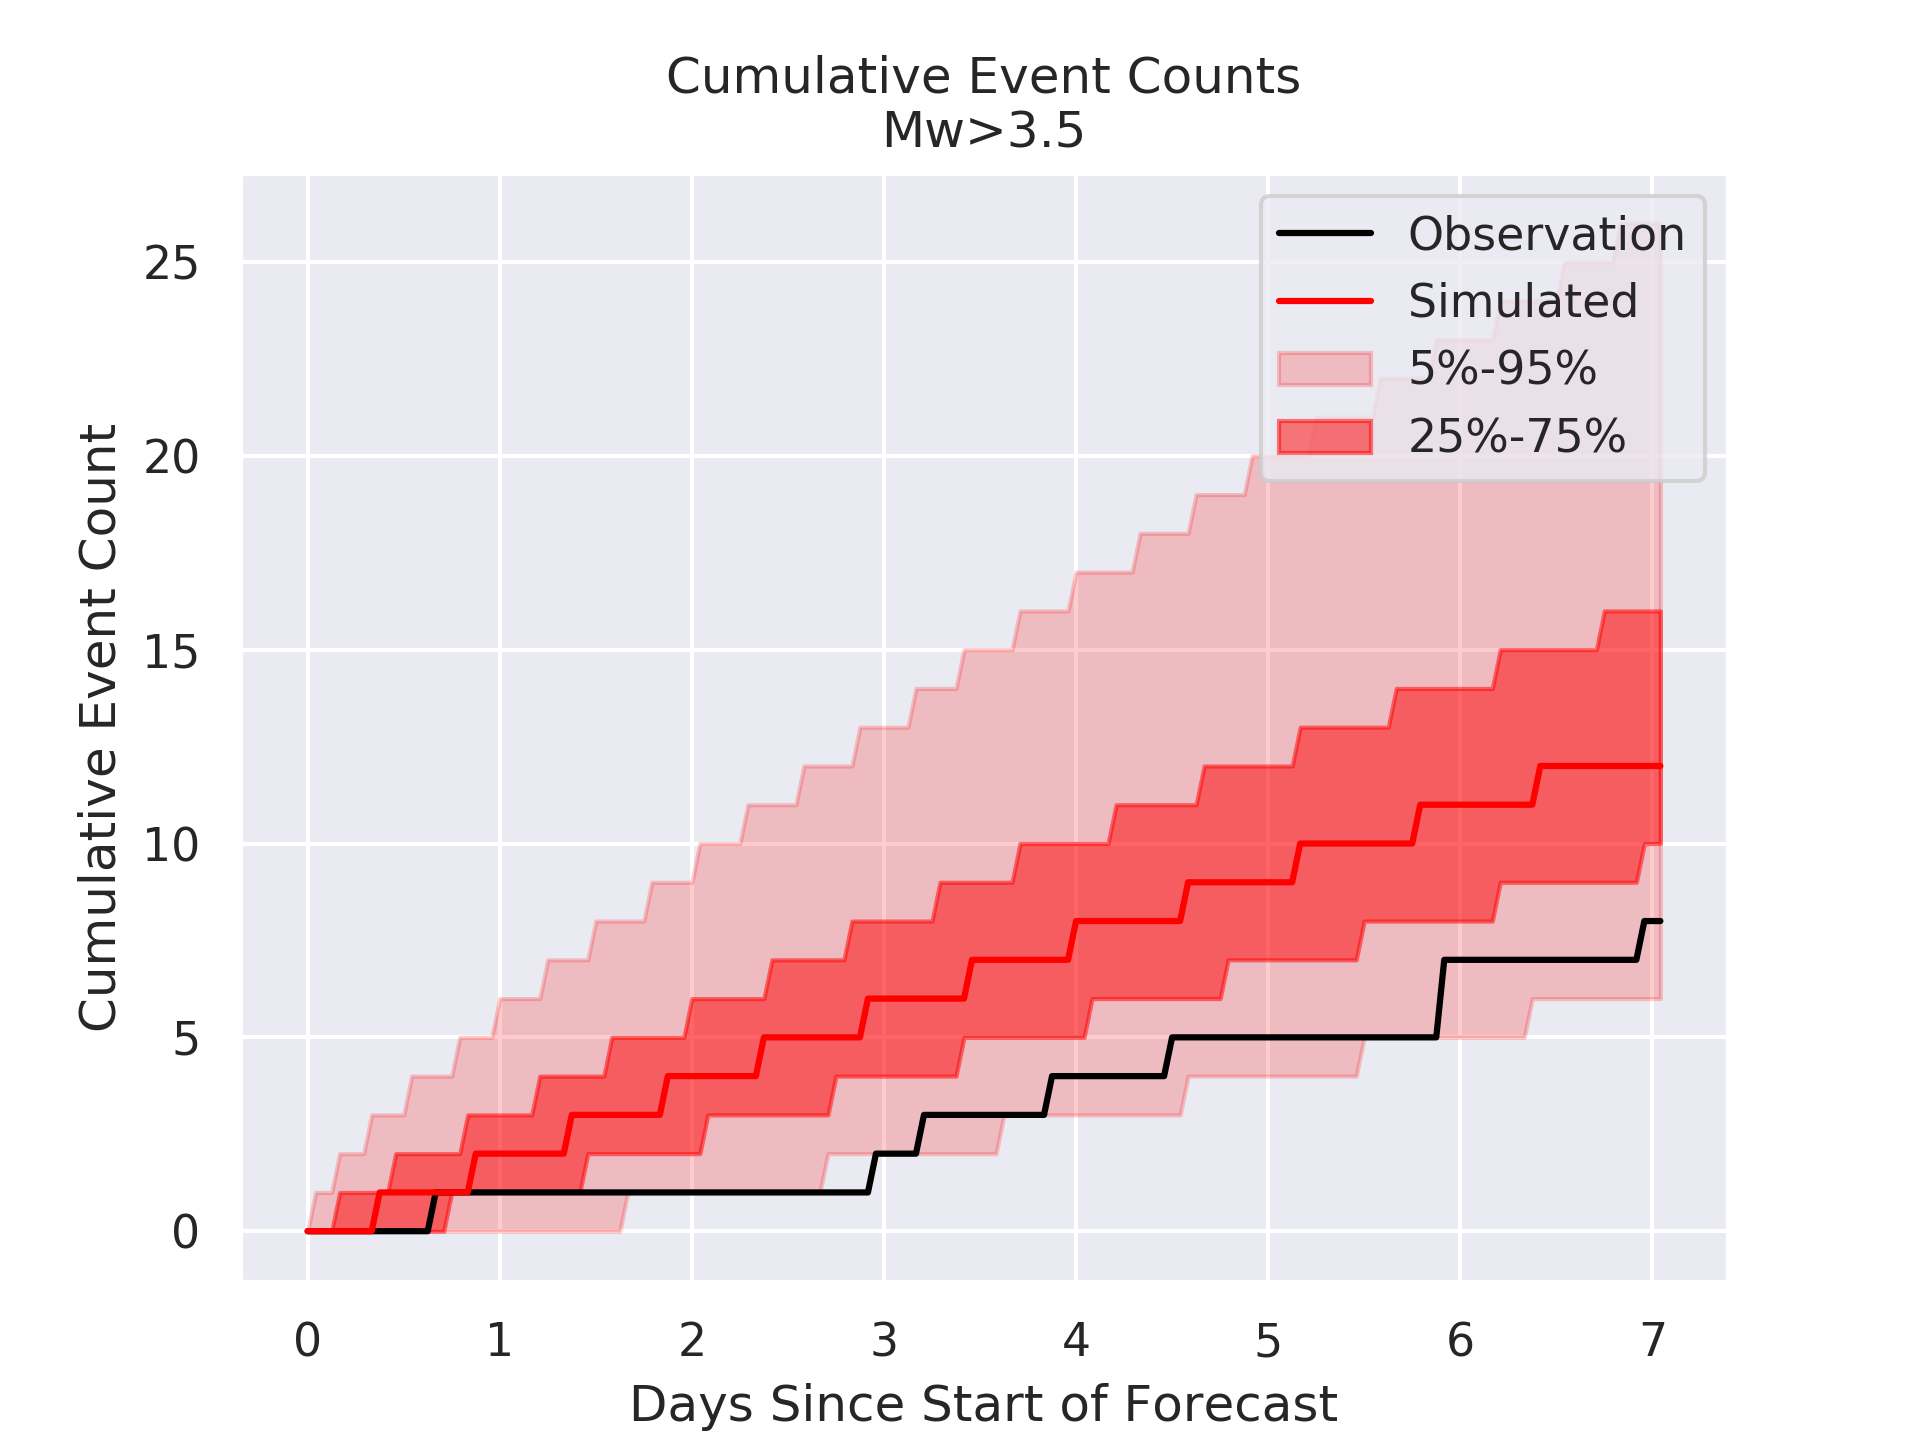 Cumulative Event Counts
Mw>3.5
Observation
Simulated
5%-95%
25%-75%
Cumulative Event Count
25
20
15
10
5
0
0 1 2 3 4 5 6 7
Days Since Start of Forecast